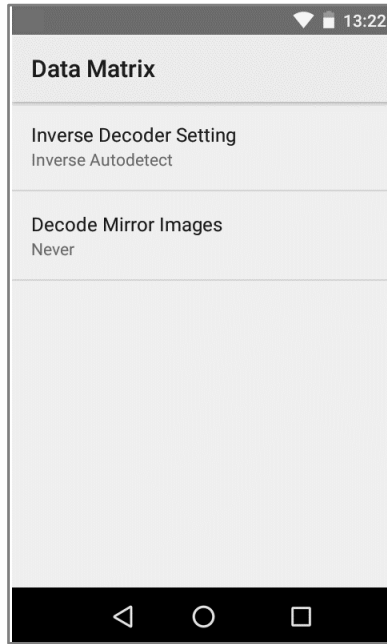 13:22
Data Matrix
Inverse Decoder Setting
Inverse Autodetect
Decode Mirror Images
Never